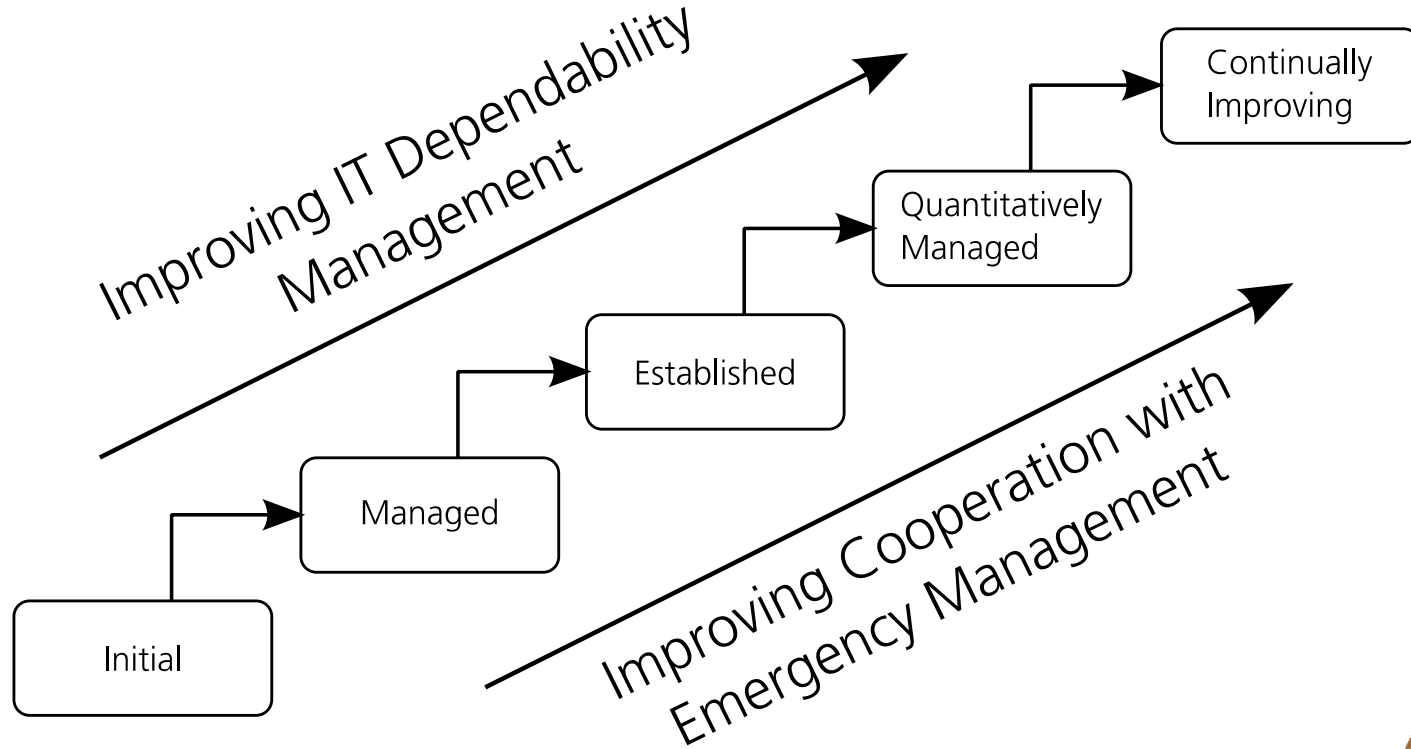 Improving IT Dependability
Management
Continually
Improving
Quantitatively
Managed
Established
Managed
Initial
Improving Cooperation with
Emergency Management